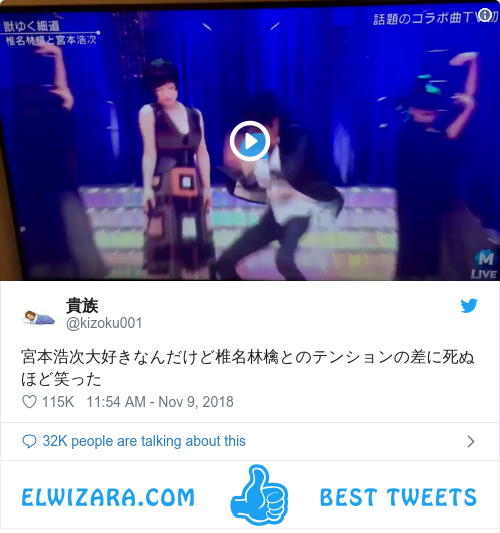 獣ゆく細道
椎名林檎と宮本浩次
話題のコラボ曲TV初
M
LIVE
貴族
@kizoku001
宮本浩次大好きなんだけど椎名林檎とのテンションの差に死ぬ
ほど笑った
115K 11:54 AM - Nov 9, 2018
32K people are talking about this
ELWIZARA.COM
BEST TWEETS